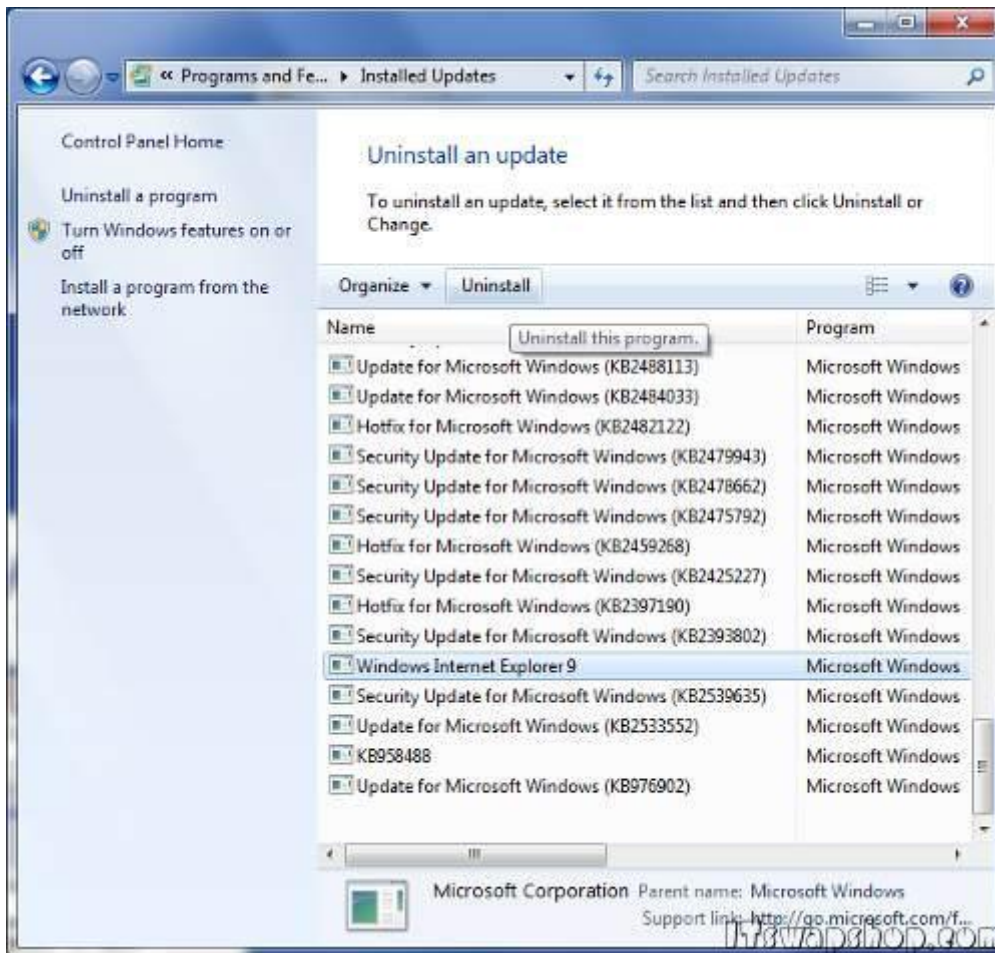 « Programs and Fe... ▸ Installed Updates
Search Installed Updates
Control Panel Home
Uninstall a program
Turn Windows features on or
off
Install a program from the
network
Uninstall an update
To uninstall an update, select it from the list and then click Uninstall or
Change.
Organize
Uninstall
Name
Program
Uninstall this program.
Update for Microsoft Windows (KB2488113) Microsoft Windows
Update for Microsoft Windows (KB2484033) Microsoft Windows
Hotfix for Microsoft Windows (KB2482122) Microsoft Windows
Security Update for Microsoft Windows (KB2479943) Microsoft Windows
Security Update for Microsoft Windows (KB2478662) Microsoft Windows
Security Update for Microsoft Windows (KB2475792) Microsoft Windows
Hotfix for Microsoft Windows (KB2459268) Microsoft Windows
Security Update for Microsoft Windows (KB2425227) Microsoft Windows
Hotfix for Microsoft Windows (KB2397190) Microsoft Windows
Security Update for Microsoft Windows (KB2393802) Microsoft Windows
Windows Internet Explorer 9 Microsoft Windows
Security Update for Microsoft Windows (KB2539635) Microsoft Windows
Update for Microsoft Windows (KB2533552) Microsoft Windows
KB958488 Microsoft Windows
Update for Microsoft Windows (KB976902) Microsoft Windows
Microsoft Corporation Parent name: Microsoft Windows
Support link: http://go.microsoft.com/f...
ITswapshop.com